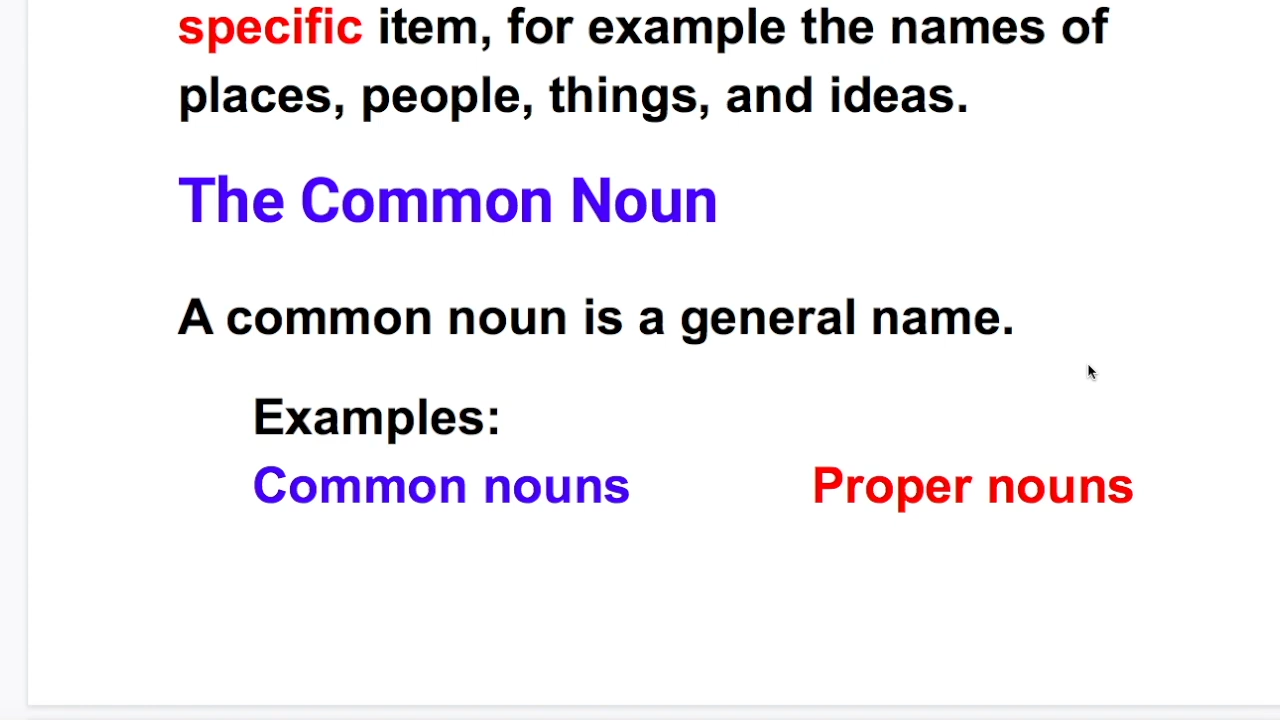 specific item, for example the names of
places, people, things, and ideas.
The Common Noun
A common noun is a general name.
Examples:
Common nouns Proper nouns